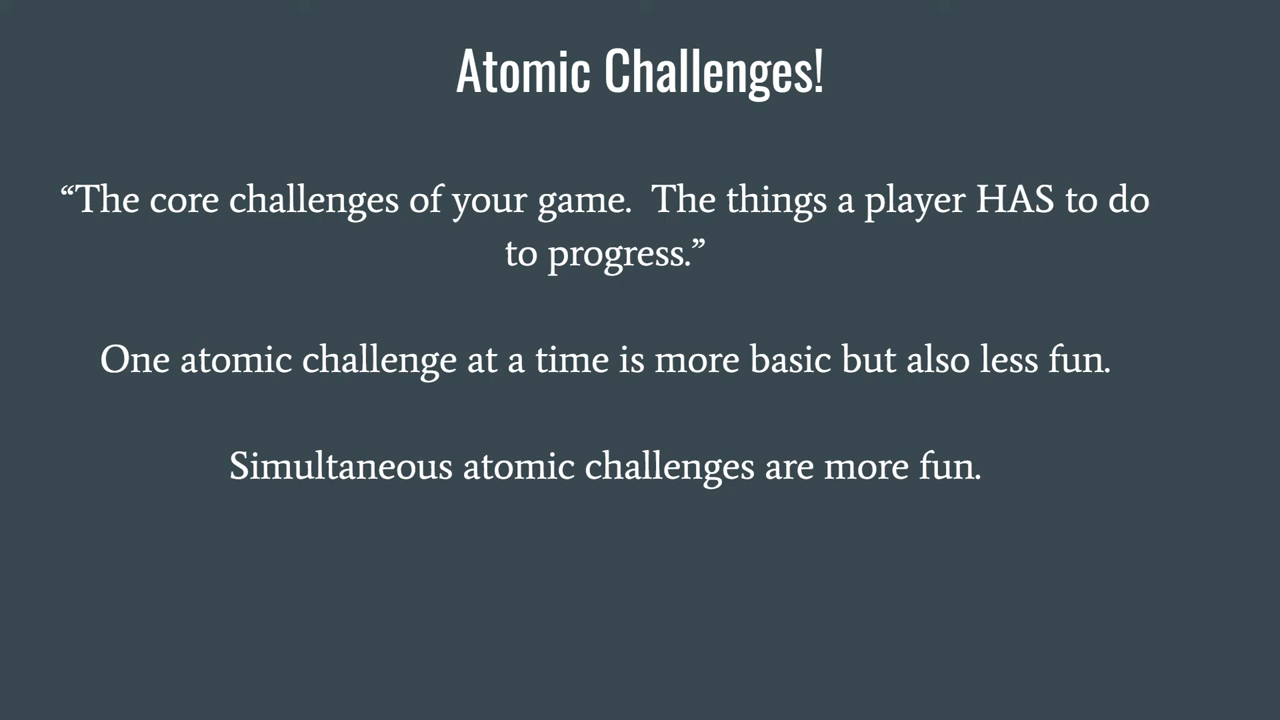 Atomic Challenges!
“The core challenges of your game.  The things a player HAS to do
to progress.”
One atomic challenge at a time is more basic but also less fun.
Simultaneous atomic challenges are more fun.